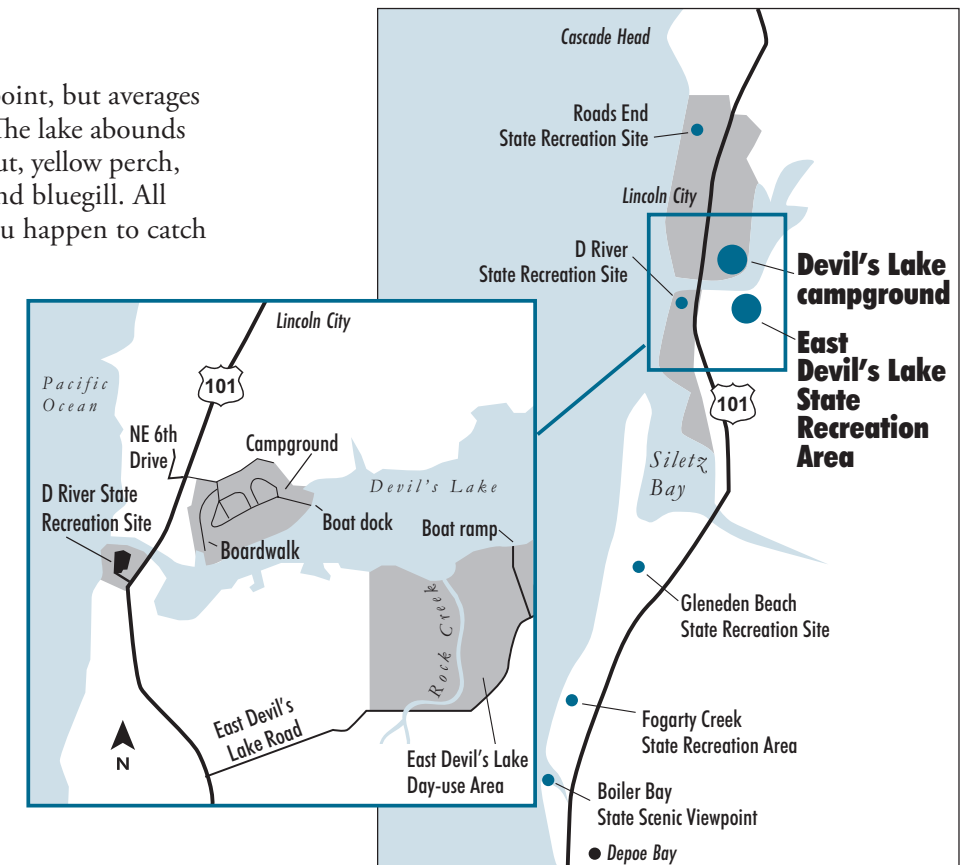 point, but averages
The lake abounds
ut, yellow perch,
nd bluegill. All
u happen to catch
Cascade Head
Roads End
State Recreation Site
Lincoln City
D River
State Recreation Site
Devil's Lake
campground
East
Devil's Lake
State
Recreation
Area
101
Siletz
Bay
Gleneden Beach
State Recreation Site
Fogarty Creek
State Recreation Area
Boiler Bay
State Scenic Viewpoint
Depoe Bay
Lincoln City
Pacific
Ocean
101
NE 6th
Drive
Campground
D River State
Recreation Site
Devil's Lake
Boat dock
Boat ramp
Boardwalk
Rock Creek
East Devil's
Lake Road
N
East Devil's Lake
Day-use Area